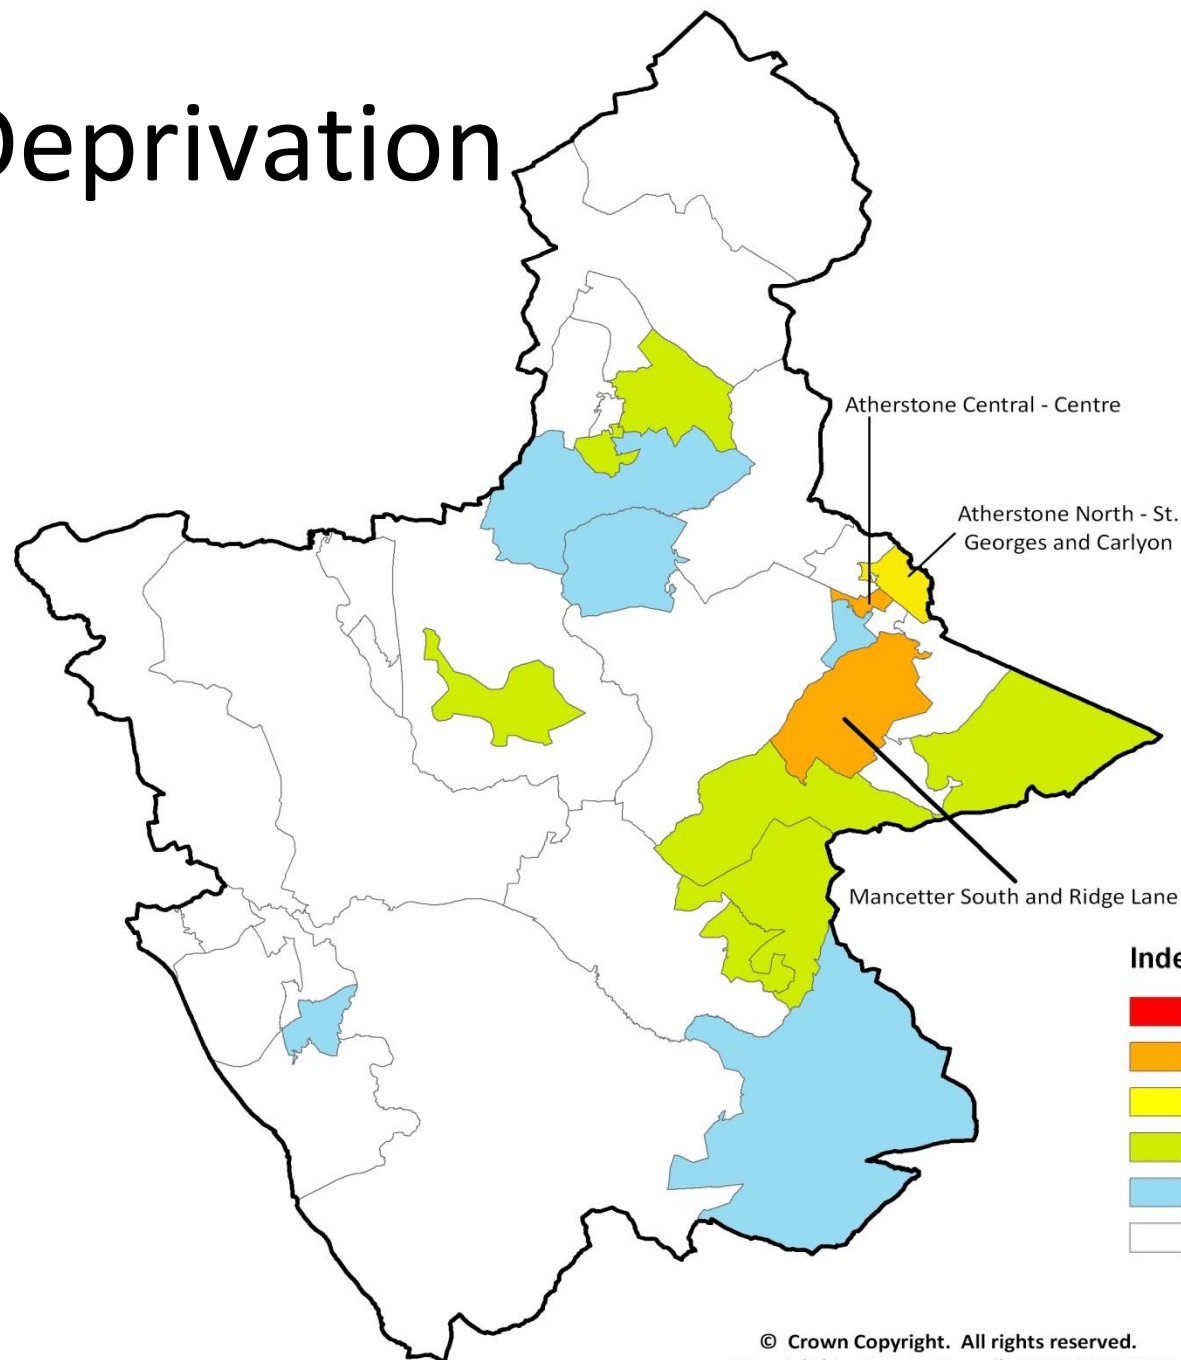 Deprivation
Atherstone Central - Centre
Atherstone North - St.
Georges and Carlyon
Mancetter South and Ridge Lane
Inde
© Crown Copyright. All rights reserved.